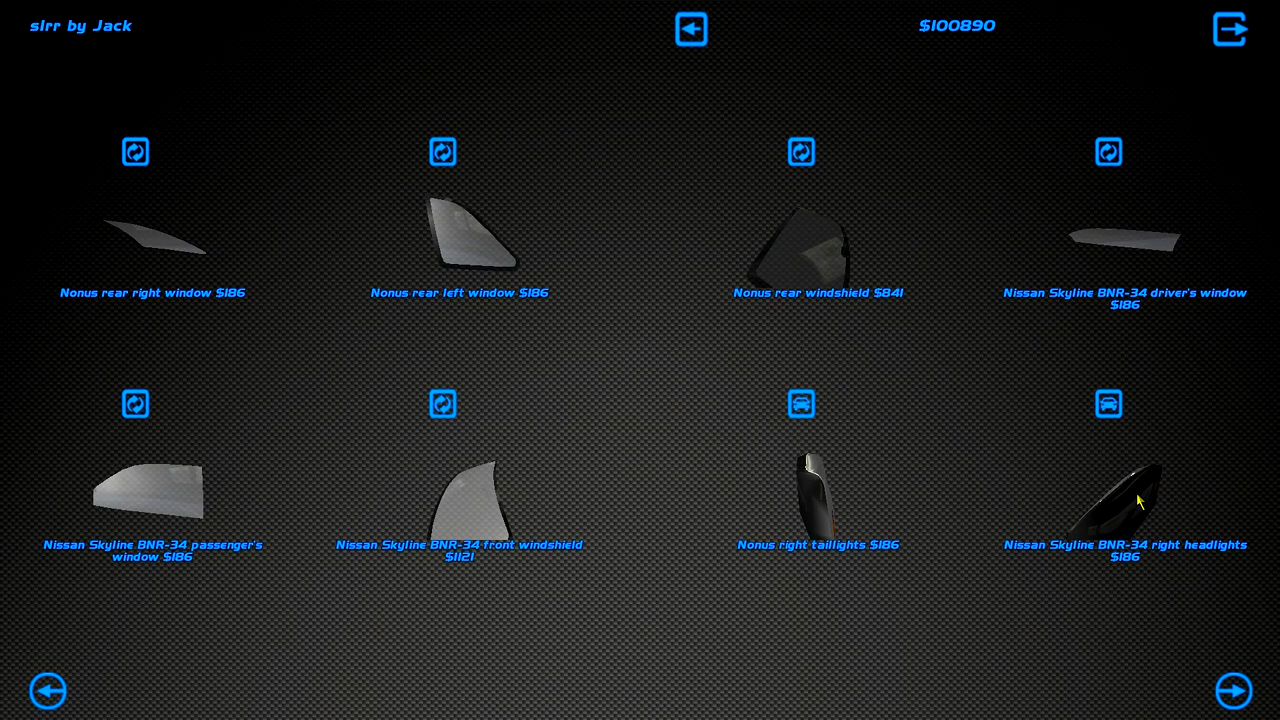 slrr by Jack
$100890
Nonus rear right window $186
Nonus rear left window $186
Nonus rear windshield $841
Nissan Skyline BNR-34 driver's window
$186
Nissan Skyline BNR-34 passenger's
window $186
Nissan Skyline BNR-34 front windshield
$1121
Nonus right taillights $186
Nissan Skyline BNR-34 right headlights
$186